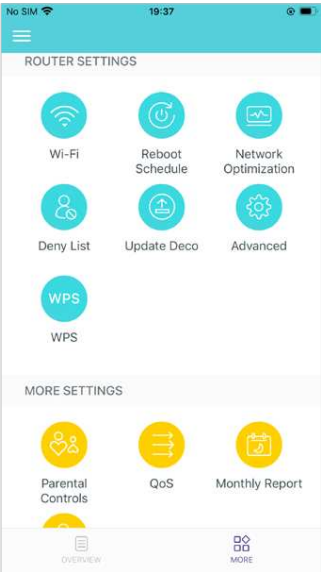 No SIM 19:37
ROUTER SETTINGS
Wi-Fi Reboot Schedule Network Optimization
Deny List Update Deco Advanced
WPS
WPS
MORE SETTINGS
Parental Controls QoS Monthly Report
OVERVIEW MORE